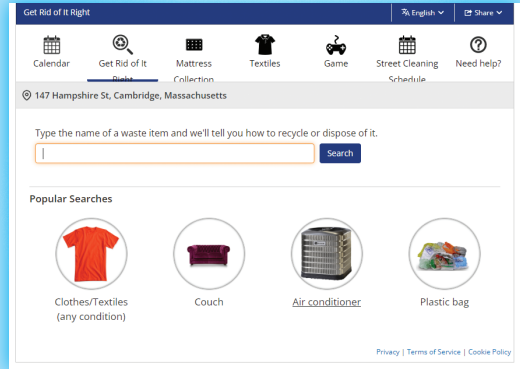 Get Rid of It Right
English
Share
Calendar
Get Rid of It
Right
Mattress
Collection
Textiles
Game
Street Cleaning
Schedule
Need help?
147 Hampshire St, Cambridge, Massachusetts
Type the name of a waste item and we'll tell you how to recycle or dispose of it.
Search
Popular Searches
Clothes/Textiles
(any condition)
Couch
Air conditioner
Plastic bag
Privacy | Terms of Service | Cookie Policy